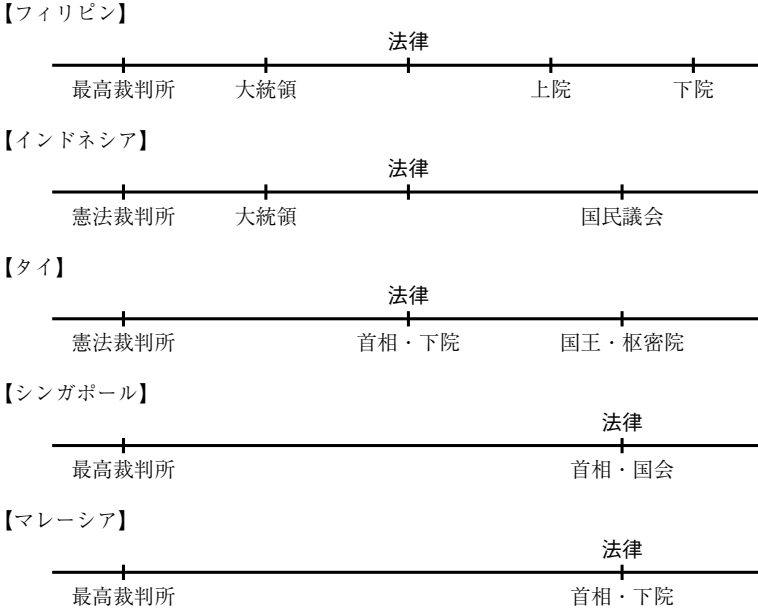 【フィリピン】
法律
最高裁判所 大統領 上院 下院
【インドネシア】
法律
憲法裁判所 大統領 国民議会
【タイ】
法律
憲法裁判所 首相・下院 国王・枢密院
【シンガポール】
法律
最高裁判所 首相・国会
【マレーシア】
法律
最高裁判所 首相・下院